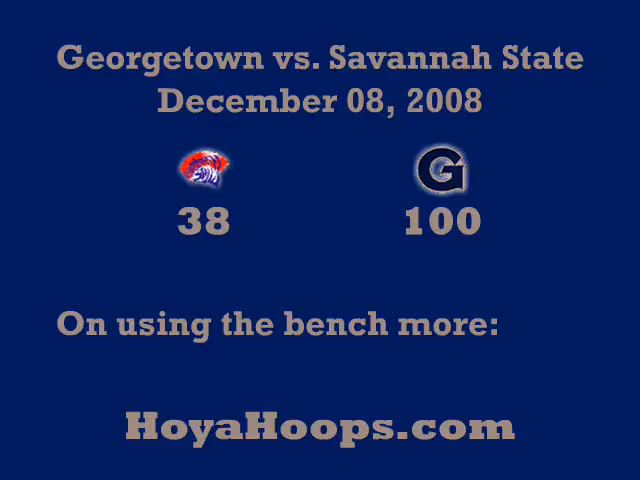 Georgetown vs. Savannah State
December 08, 2008
G
38 100
On using the bench more:
HoyaHoops.com